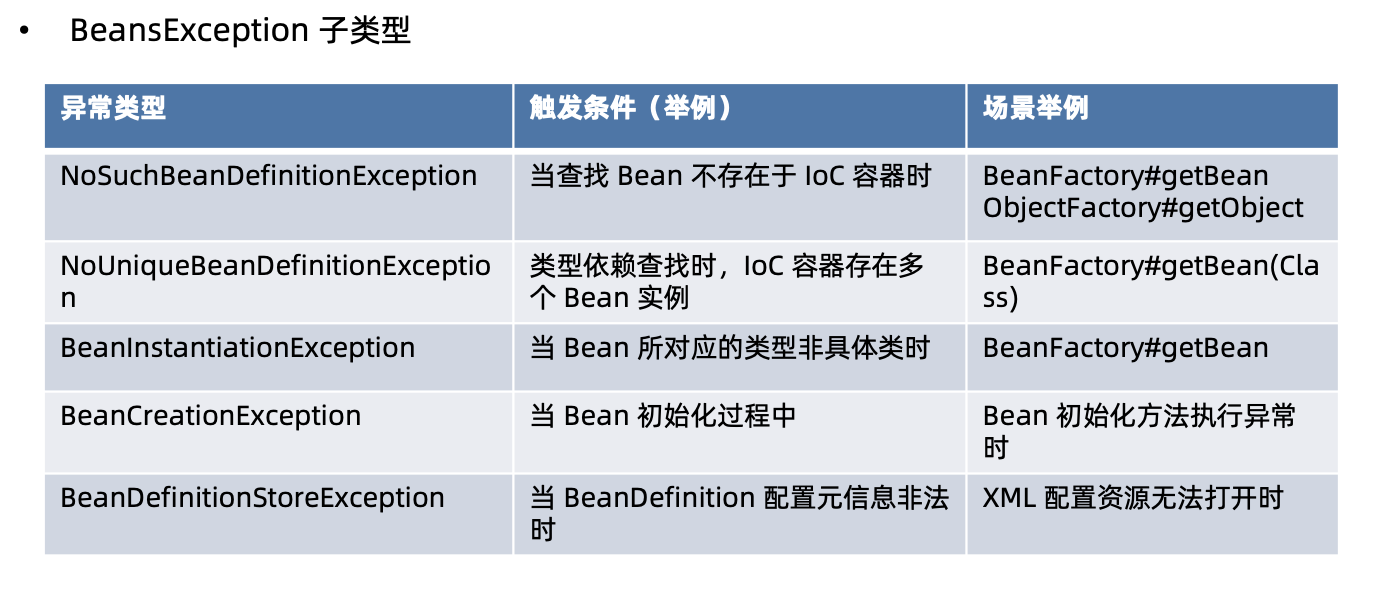 • BeansException 子类型
异常类型
触发条件（举例）
场景举例
NoSuchBeanDefinitionException
当查找 Bean 不存在于 IoC 容器时
BeanFactory#getBean
ObjectFactory#getObject
NoUniqueBeanDefinitionExceptio
n
类型依赖查找时，IoC 容器存在多
个 Bean 实例
BeanFactory#getBean(Cla
ss)
BeanInstantiationException
当 Bean 所对应的类型非具体类时
BeanFactory#getBean
BeanCreationException
当 Bean 初始化过程中
Bean 初始化方法执行异常
时
BeanDefinitionStoreException
当 BeanDefinition 配置元信息非法
时
XML 配置资源无法打开时